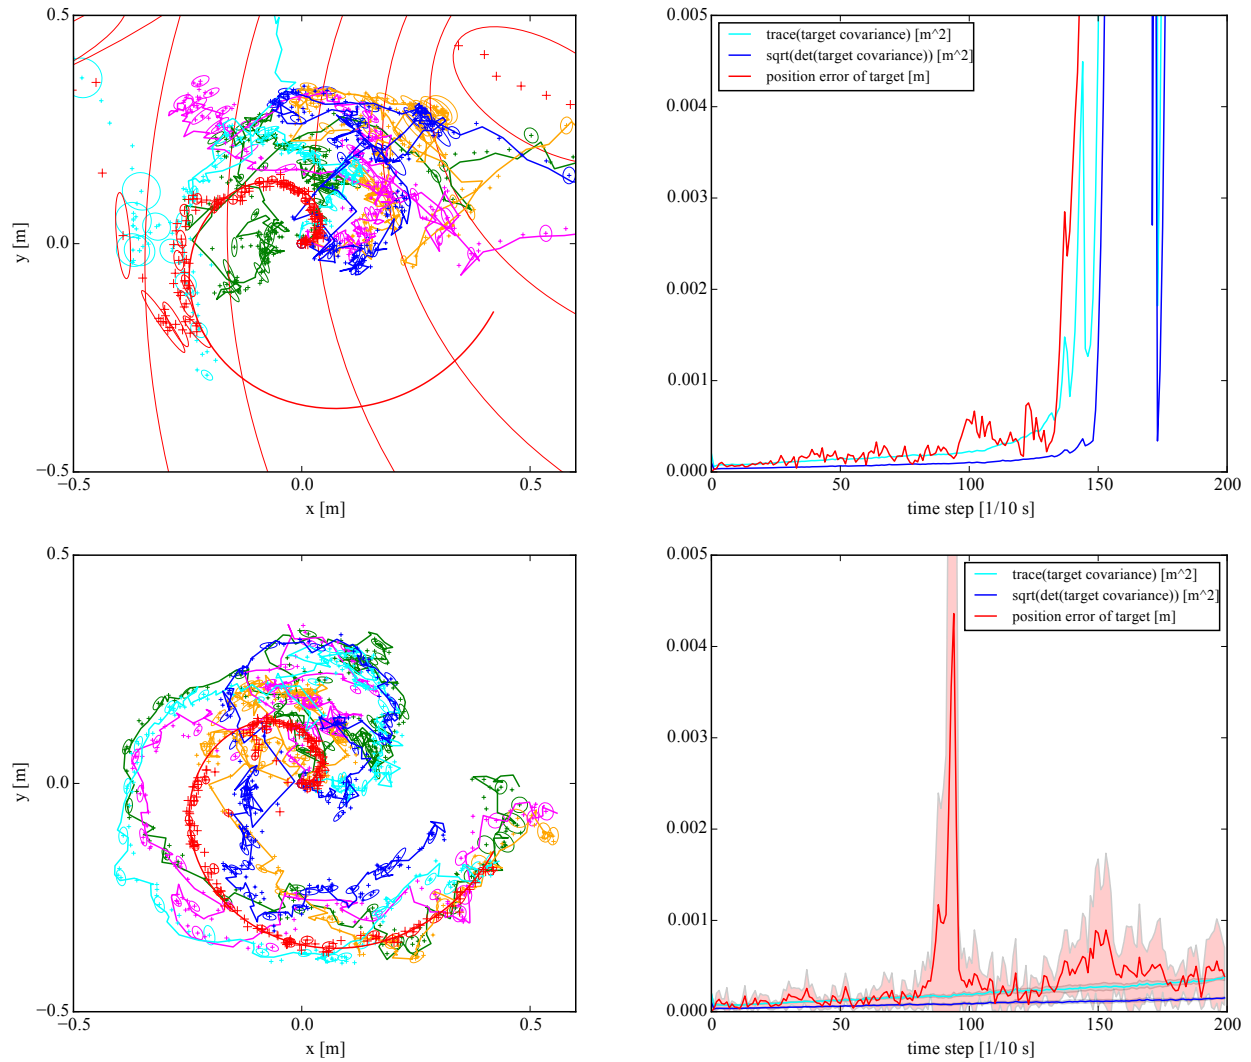 0.5
0.0
−0.5
−0.5
0.0
0.5
y [m]
x [m]
0.005
0.004
0.003
0.002
0.001
0.000
0
50
100
150
200
time step [1/10 s]
trace(target covariance) [m^2]
sqrt(det(target covariance)) [m^2]
position error of target [m]
0.5
0.0
−0.5
−0.5
0.0
0.5
y [m]
x [m]
0.005
0.004
0.003
0.002
0.001
0.000
0
50
100
150
200
time step [1/10 s]
trace(target covariance) [m^2]
sqrt(det(target covariance)) [m^2]
position error of target [m]